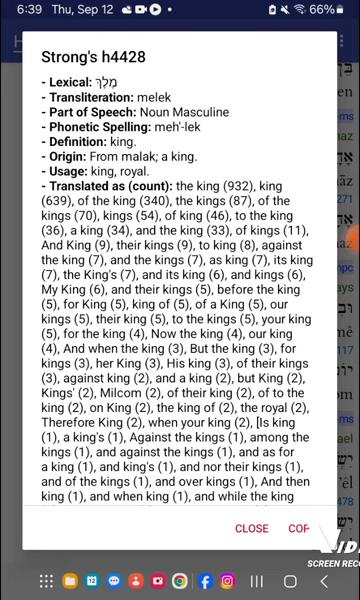 6:39 Thu, Sep 12 66%
Strong's h4428
- Lexical: מֶלֶךְ
- Transliteration: melek
- Part of Speech: Noun Masculine
- Phonetic Spelling: meh'-lek
- Definition: king.
- Origin: From malak; a king.
- Usage: king, royal.
- Translated as (count): the king (932), king
(639), of the king (340), the kings (87), of the
kings (70), kings (54), of king (46), to the king
(36), a king (34), and the king (33), of kings (11),
And King (9), their kings (9), to king (8), against
the king (7), and the kings (7), as king (7), its king
(7), the King's (7), and its king (6), and kings (6),
My King (6), and their kings (5), before the king
(5), for King (5), king of (5), of a King (5), our
kings (5), their king (5), to the kings (5), your king
(5), for the king (4), Now the king (4), our king
(4), And when the king (3), But the king (3), for
kings (3), her King (3), His king (3), of their kings
(3), against king (2), and a king (2), but King (2),
Kings' (2), Milcom (2), of their king (2), of to the
king (2), on King (2), the king of (2), the royal (2),
Therefore King (2), when your king (2), [Is king
(1), a king's (1), Against the kings (1), among the
kings (1), and against the kings (1), and as for
a king (1), and king's (1), and nor their kings (1),
and of the kings (1), and over kings (1), And then
king (1), and when king (1), and while the king
CLOSE COP
SCREEN REC